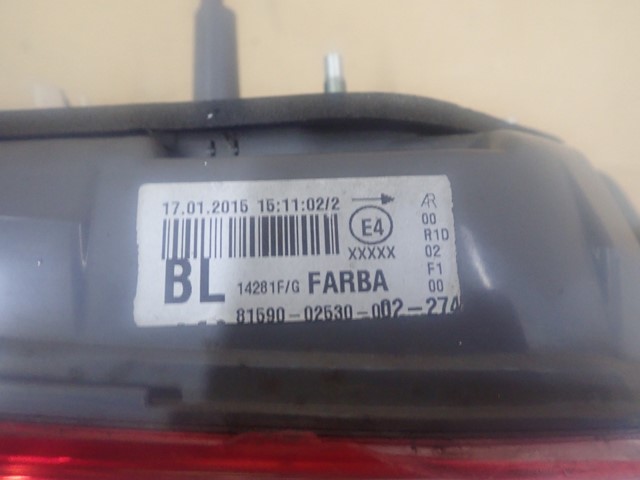 17.01.2015 15:11:02/2
E4
XXXXX
BL 14281F/G FARBA
81590-02530-002-274
AR
00
R1D
02
F1
00